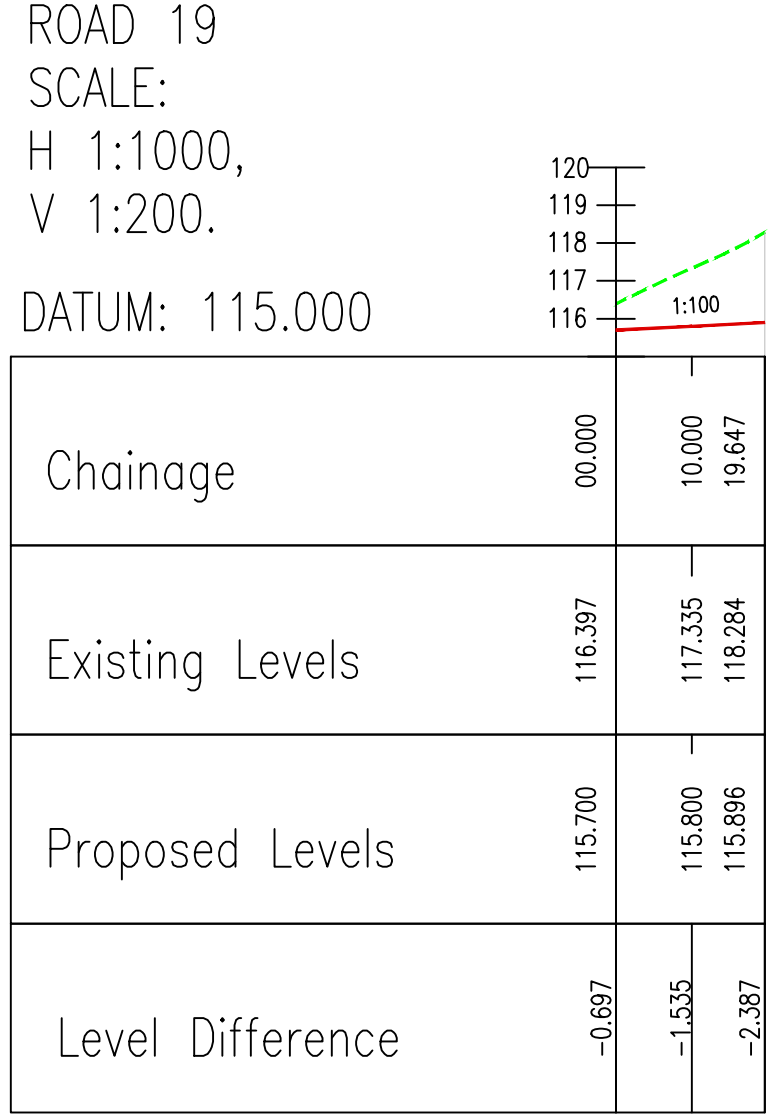 ROAD 19
SCALE:
H 1:1000,
V 1:200.
DATUM: 115.000
120
119
118
117
116
1:100
Chainage 00.000 10.000 19.647
Existing Levels 116.397 117.335 118.284
Proposed Levels 115.700 115.800 115.896
Level Difference -0.697 -1.535 -2.387